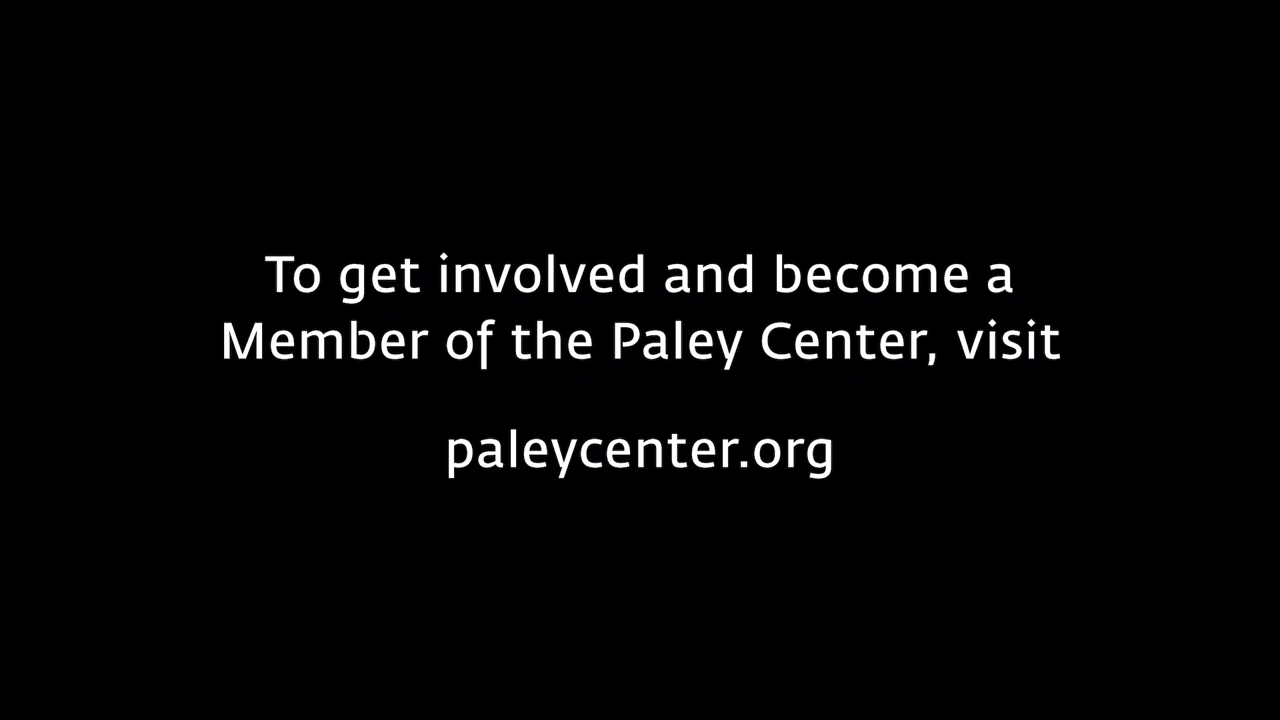 To get involved and become a
Member of the Paley Center, visit
paleycenter.org